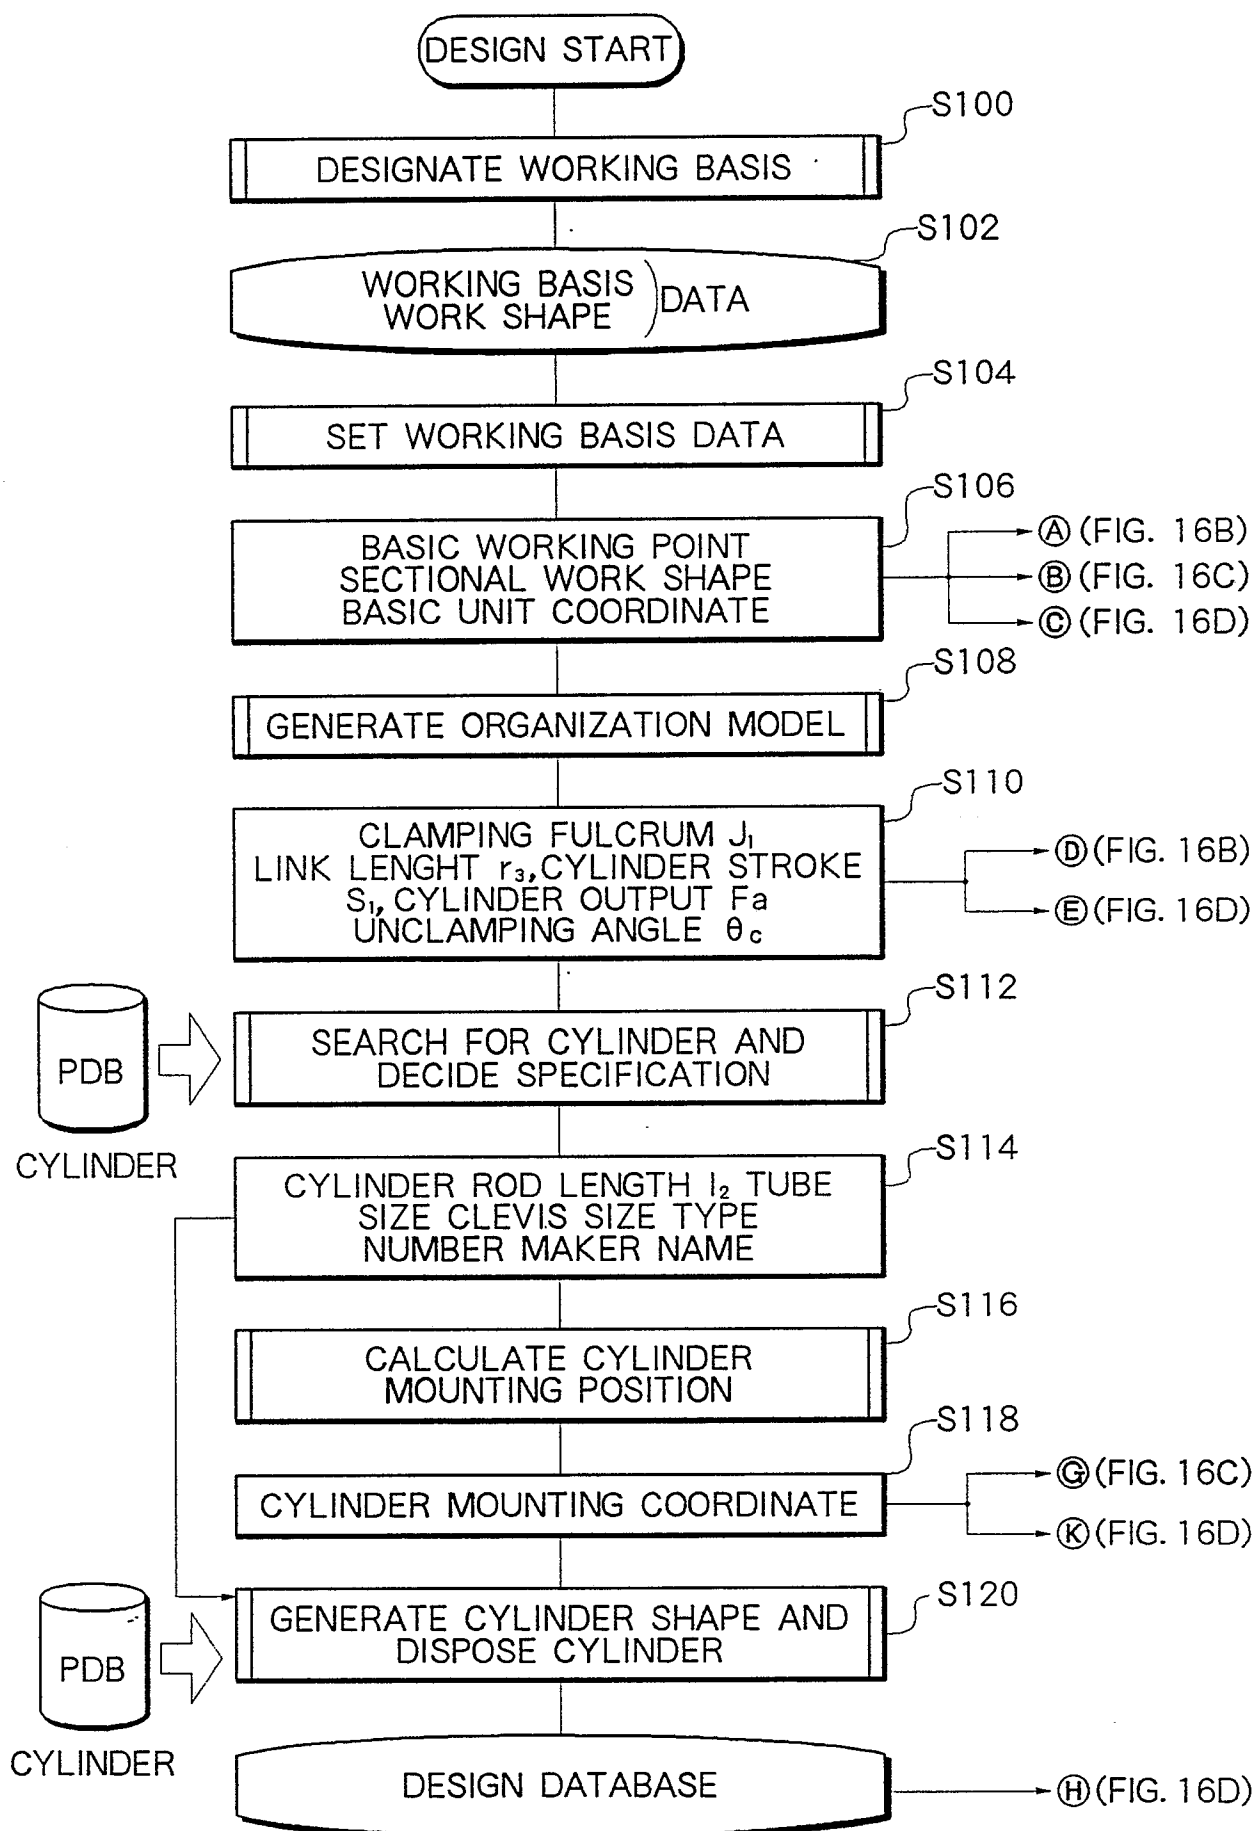 DESIGN START
S100
DESIGNATE WORKING BASIS
S102
WORKING BASIS
WORK SHAPE
) DATA
S104
SET WORKING BASIS DATA
S106
BASIC WORKING POINT
SECTIONAL WORK SHAPE
BASIC UNIT COORDINATE
Ⓐ (FIG. 16B)
Ⓑ (FIG. 16C)
Ⓒ (FIG. 16D)
S108
GENERATE ORGANIZATION MODEL
S110
CLAMPING FULCRUM J₁
LINK LENGHT r₃, CYLINDER STROKE
S₁, CYLINDER OUTPUT Fa
UNCLAMPING ANGLE θc
Ⓓ (FIG. 16B)
Ⓔ (FIG. 16D)
S112
PDB
CYLINDER
SEARCH FOR CYLINDER AND
DECIDE SPECIFICATION
S114
CYLINDER ROD LENGTH l₂ TUBE
SIZE CLEVIS SIZE TYPE
NUMBER MAKER NAME
S116
CALCULATE CYLINDER
MOUNTING POSITION
S118
CYLINDER MOUNTING COORDINATE
Ⓖ (FIG. 16C)
Ⓚ (FIG. 16D)
S120
PDB
CYLINDER
GENERATE CYLINDER SHAPE AND
DISPOSE CYLINDER
DESIGN DATABASE
Ⓗ (FIG. 16D)